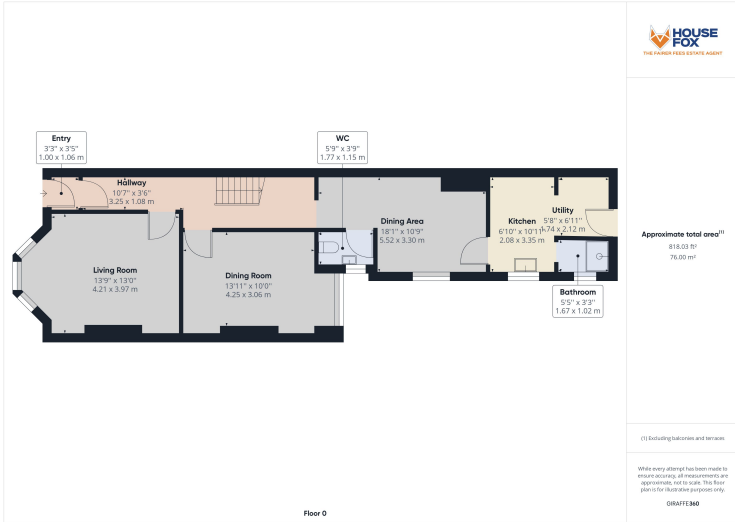 HOUSE
FOX
THE FAIRER FEES ESTATE AGENT
Entry
3'3" x 3'5"
1.00 x 1.06 m
WC
5'9" x 3'9"
1.77 x 1.15 m
Hallway
10'7" x 3'6"
3.25 x 1.08 m
Dining Area
18'1" x 10'9"
5.52 x 3.30 m
Kitchen
6'10" x 10'11"
2.08 x 3.35 m
Utility
5'8" x 6'11"
1.74 x 2.12 m
Living Room
13'9" x 13'0"
4.21 x 3.97 m
Dining Room
13'11" x 10'0"
4.25 x 3.06 m
Bathroom
5'5" x 3'3"
1.67 x 1.02 m
Floor 0
Approximate total area(1)
818.03 ft²
76.00 m²
(1) Excluding balconies and terraces
While every attempt has been made to
ensure accuracy, all measurements are
approximate, not to scale. This floor
plan is for illustrative purposes only.
GIRAFFE360